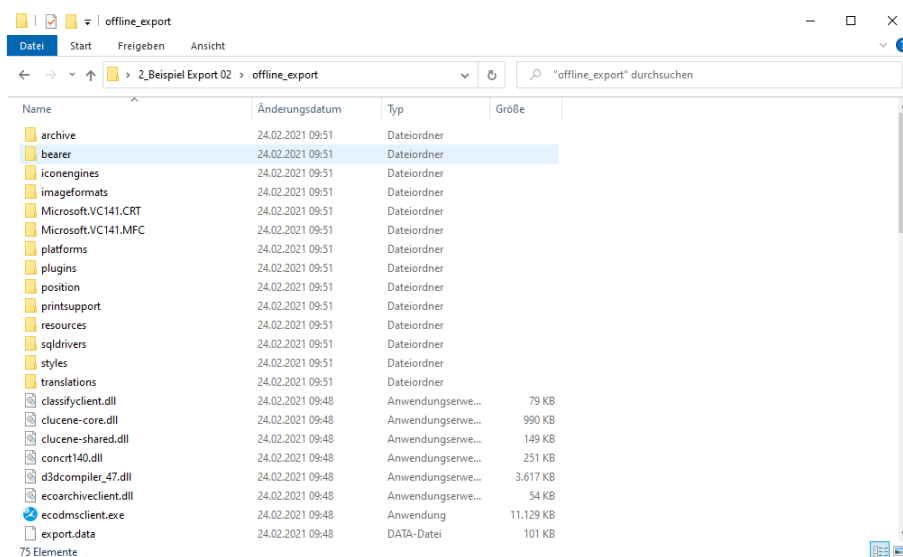 offline_export
Datei Start Freigeben Ansicht
2_Beispiel Export 02 > offline_export "offline_export" durchsuchen
Name Änderungsdatum Typ Größe
archive 24.02.2021 09:51 Dateiordner
bearer 24.02.2021 09:51 Dateiordner
iconengines 24.02.2021 09:51 Dateiordner
imageformats 24.02.2021 09:51 Dateiordner
Microsoft.VC141.CRT 24.02.2021 09:51 Dateiordner
Microsoft.VC141.MFC 24.02.2021 09:51 Dateiordner
platforms 24.02.2021 09:51 Dateiordner
plugins 24.02.2021 09:51 Dateiordner
position 24.02.2021 09:51 Dateiordner
printsupport 24.02.2021 09:51 Dateiordner
resources 24.02.2021 09:51 Dateiordner
sqldrivers 24.02.2021 09:51 Dateiordner
styles 24.02.2021 09:51 Dateiordner
translations 24.02.2021 09:51 Dateiordner
classifyclient.dll 24.02.2021 09:48 Anwendungserwe... 79 KB
clucene-core.dll 24.02.2021 09:48 Anwendungserwe... 990 KB
clucene-shared.dll 24.02.2021 09:48 Anwendungserwe... 149 KB
concrt140.dll 24.02.2021 09:48 Anwendungserwe... 251 KB
d3dcompiler_47.dll 24.02.2021 09:48 Anwendungserwe... 3.617 KB
ecoarchiveclient.dll 24.02.2021 09:48 Anwendungserwe... 54 KB
ecodmsclient.exe 24.02.2021 09:48 Anwendung 11.129 KB
export.data 24.02.2021 09:48 DATA-Datei 101 KB
75 Elemente